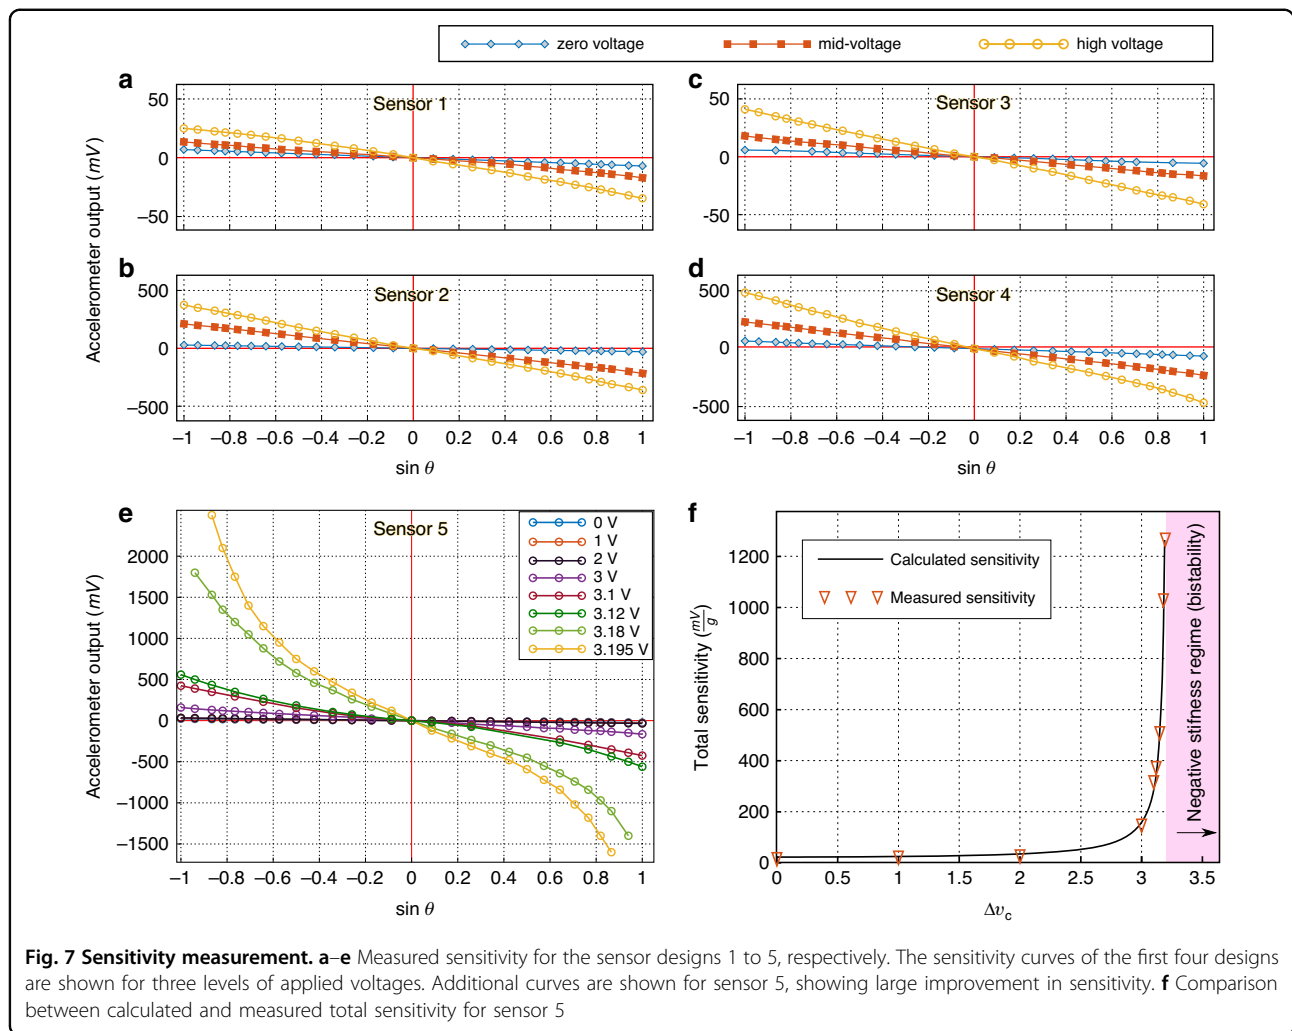 zero voltage mid-voltage high voltage
a
Sensor 1
50
0
−50
c
Sensor 3
50
0
-50
Accelerometer output (mV)
b
Sensor 2
500
0
−500
−1 −0.8 −0.6 −0.4 −0.2 0 0.2 0.4 0.6 0.8 1
sin θ
d
Sensor 4
500
0
-500
−1 −0.8 −0.6 −0.4 −0.2 0 0.2 0.4 0.6 0.8 1
sin θ
e
Sensor 5
0 V
1 V
2 V
3 V
3.1 V
3.12 V
3.18 V
3.195 V
2000
1500
1000
500
0
−500
−1000
−1500
Accelerometer output (mV)
−1 −0.8 −0.6 −0.4 −0.2 0 0.2 0.4 0.6 0.8 1
sin θ
f
Calculated sensitivity
Measured sensitivity
Negative stiffness regime (bistability)
1200
1000
800
600
400
200
0
Total sensitivity (mV/g)
0 0.5 1 1.5 2 2.5 3 3.5
Δvc
Fig. 7 Sensitivity measurement. a–e Measured sensitivity for the sensor designs 1 to 5, respectively. The sensitivity curves of the first four designs
are shown for three levels of applied voltages. Additional curves are shown for sensor 5, showing large improvement in sensitivity. f Comparison
between calculated and measured total sensitivity for sensor 5